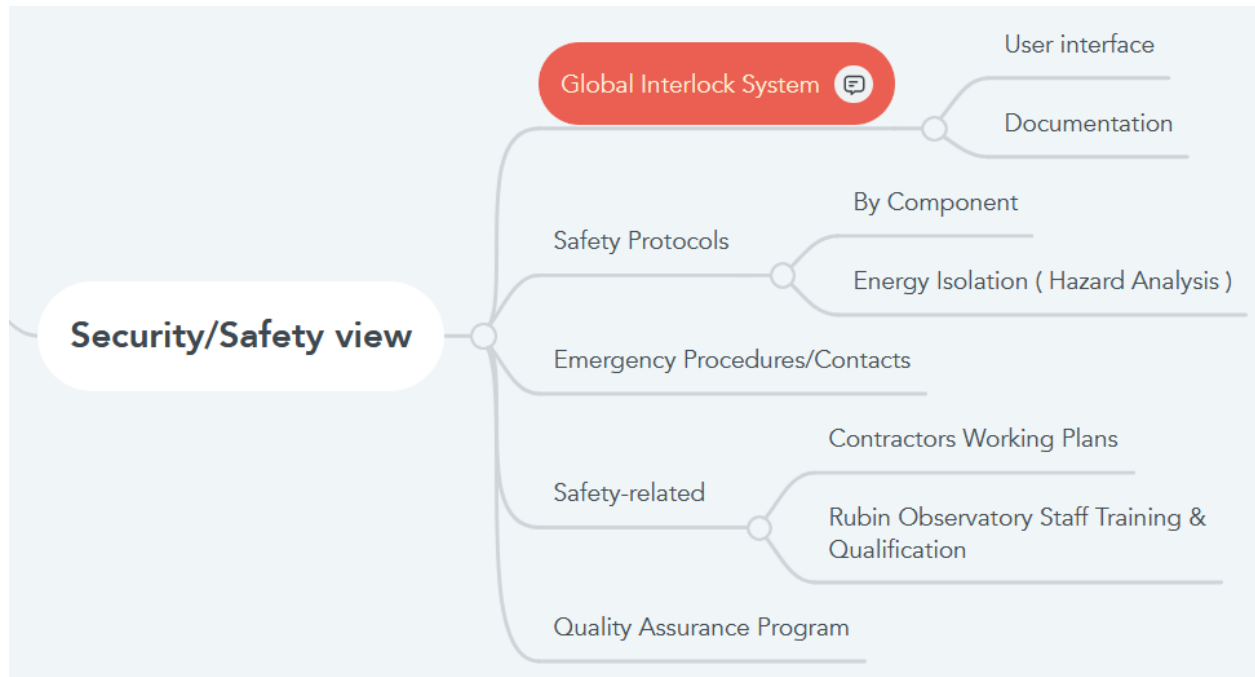 Global Interlock System
User interface
Documentation
Safety Protocols
By Component
Energy Isolation ( Hazard Analysis )
Security/Safety view
Emergency Procedures/Contacts
Safety-related
Contractors Working Plans
Rubin Observatory Staff Training &
Qualification
Quality Assurance Program